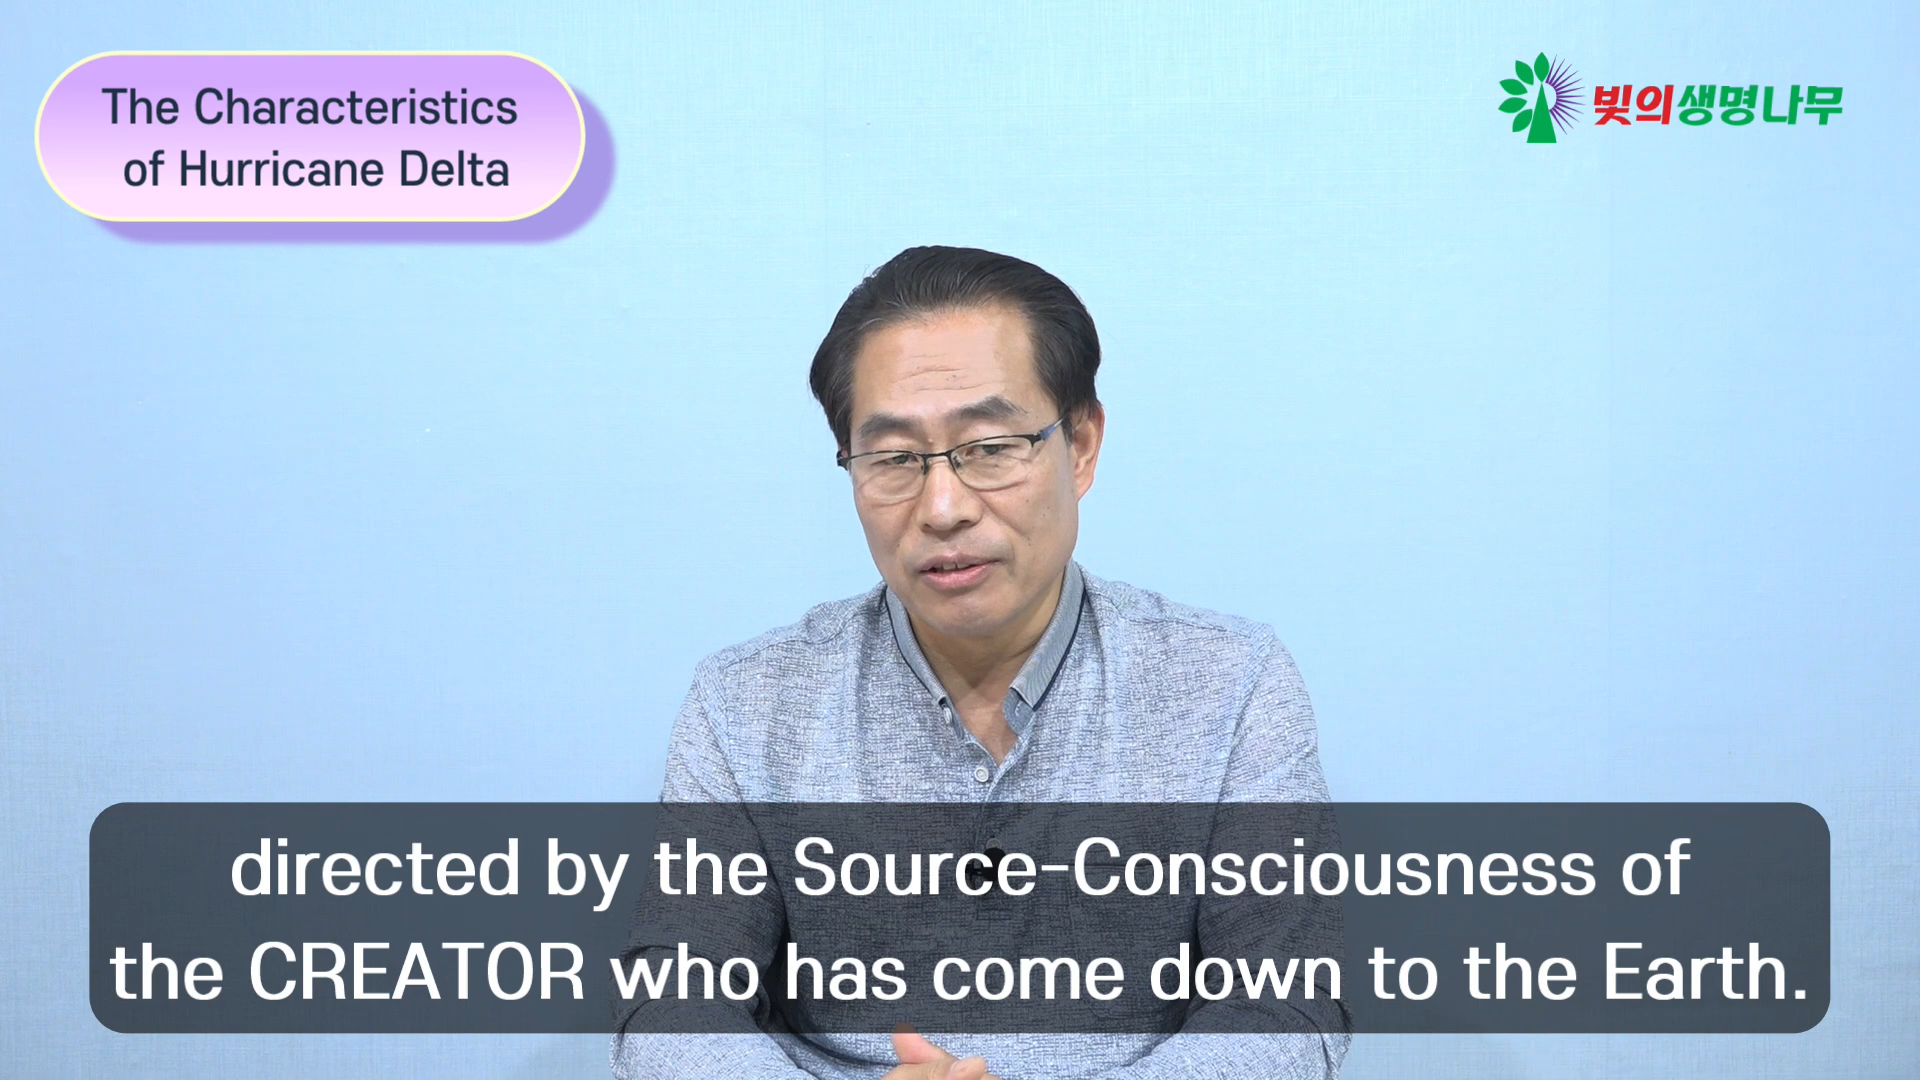 The Characteristics
of Hurricane Delta
빛의생명나무
directed by the Source-Consciousness of
the CREATOR who has come down to the Earth.